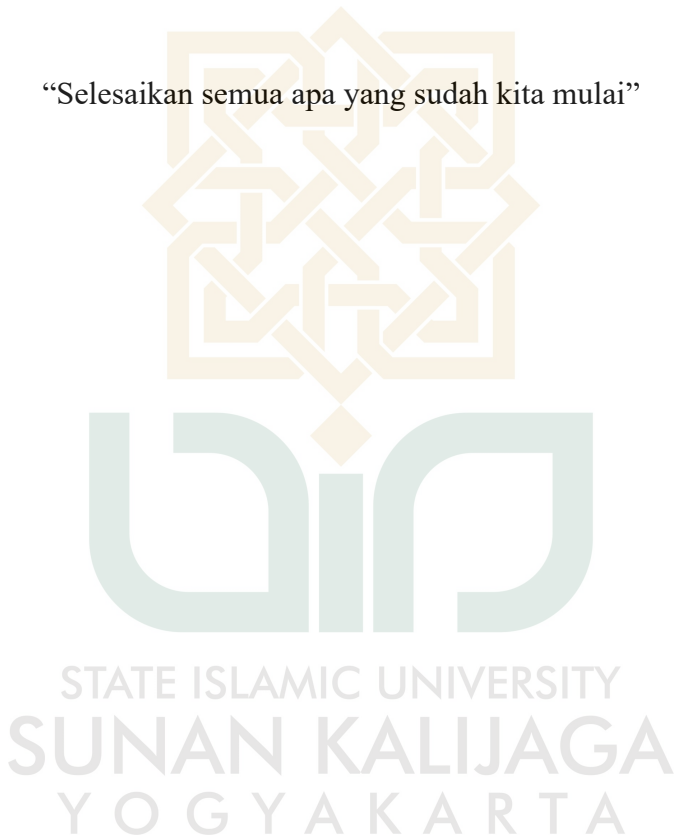 “Selesaikan semua apa yang sudah kita mulai”
STATE ISLAMIC UNIVERSITY
SUNAN KALIJAGA
YOGYAKARTA